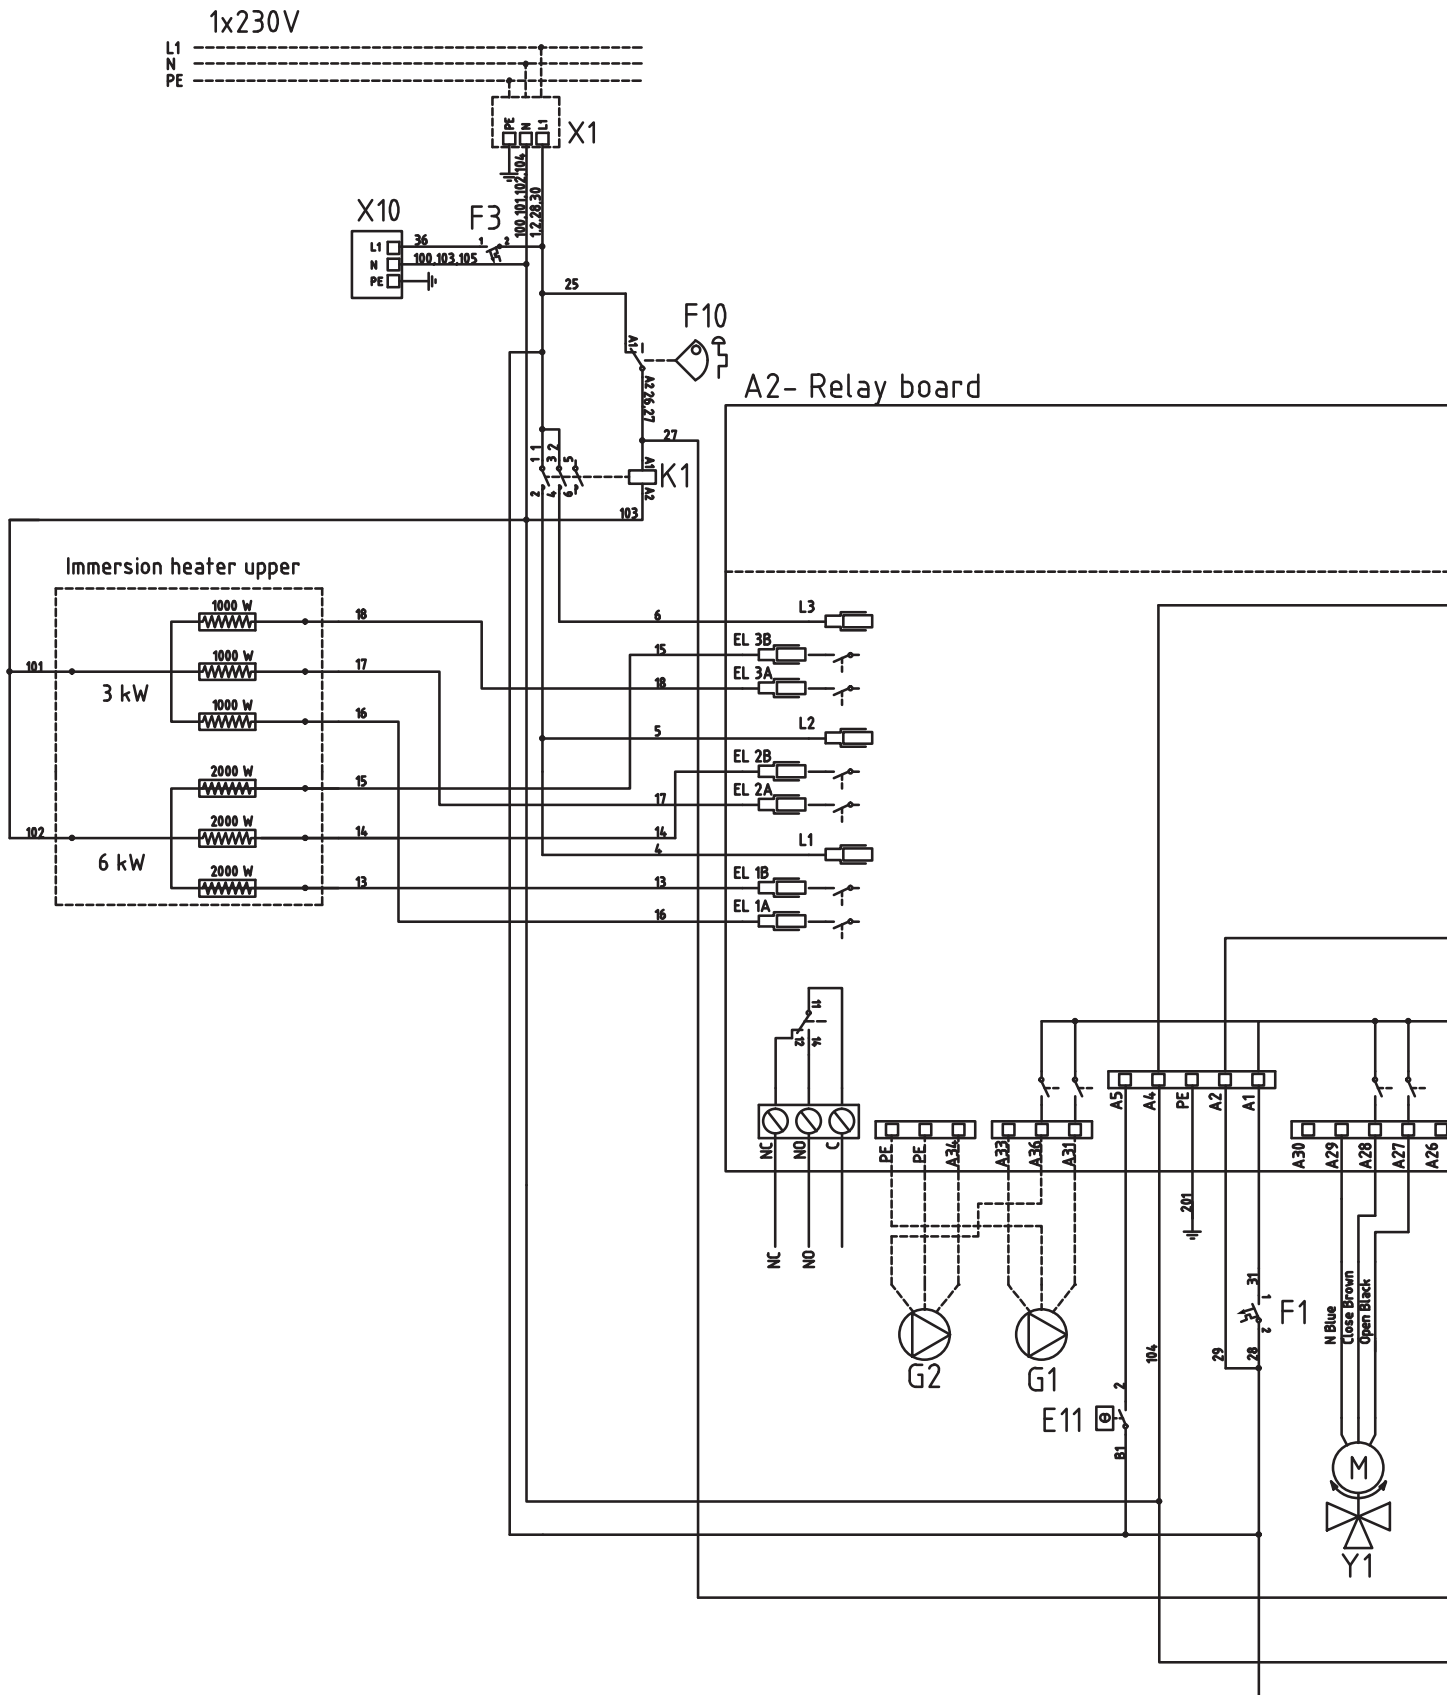 1x230V
L1
N
PE
PE
N
L1
X1
100.101.102.104
1.2.28.30
X10
F3
L1
36
1
2
N
100.103.105
PE
25
F10
A1
A2
26.27
A2- Relay board
27
1
1
3
2
5
A1
K1
2
4
6
A2
103
Immersion heater upper
1000 W
18
6
L3
EL 3B
1000 W
15
101
17
EL 3A
18
3 kW
1000 W
16
L2
5
EL 2B
2000 W
15
EL 2A
17
2000 W
102
14
14
L1
4
6 kW
2000 W
EL 1B
13
13
EL 1A
16
11
12
14
A5
A4
PE
A2
A1
NC
NO
C
PE
PE
A34
A33
A36
A31
A30
A29
A28
A27
A26
201
NC
NO
31
1
F1
2
N Blue
Close Brown
Open Black
104
29
28
G2
G1
2
E11
Θ
B1
M
Y1